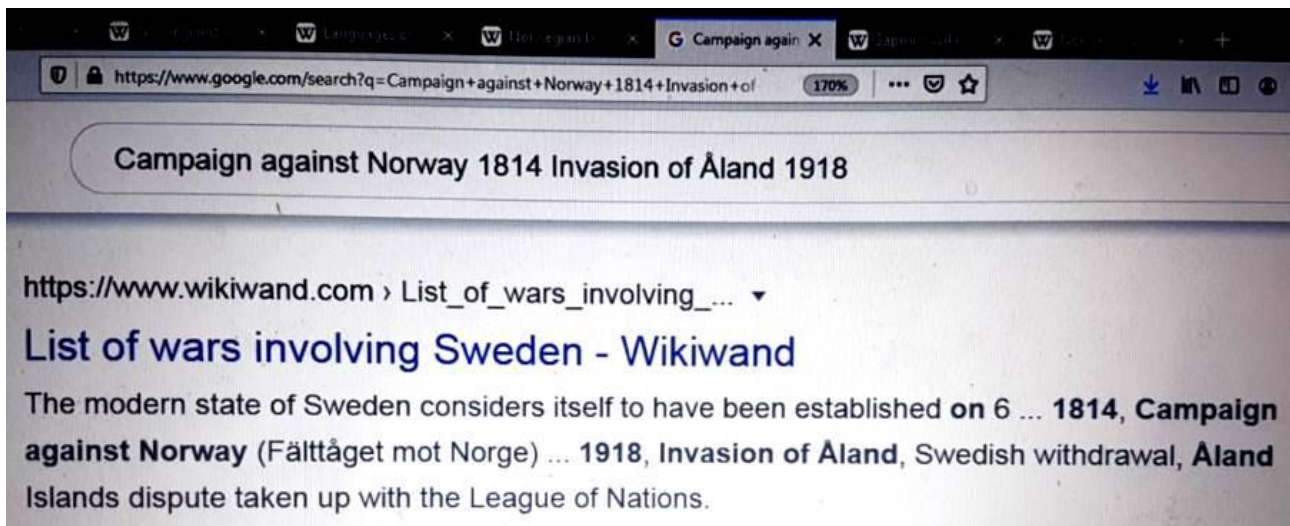 Campaign again
https://www.google.com/search?q=Campaign+against+Norway+1814+Invasion+of 170%
Campaign against Norway 1814 Invasion of Åland 1918
https://www.wikiwand.com › List_of_wars_involving_...
List of wars involving Sweden - Wikiwand
The modern state of Sweden considers itself to have been established on 6 ... 1814, Campaign
against Norway (Fälttåget mot Norge) ... 1918, Invasion of Åland, Swedish withdrawal, Åland
Islands dispute taken up with the League of Nations.